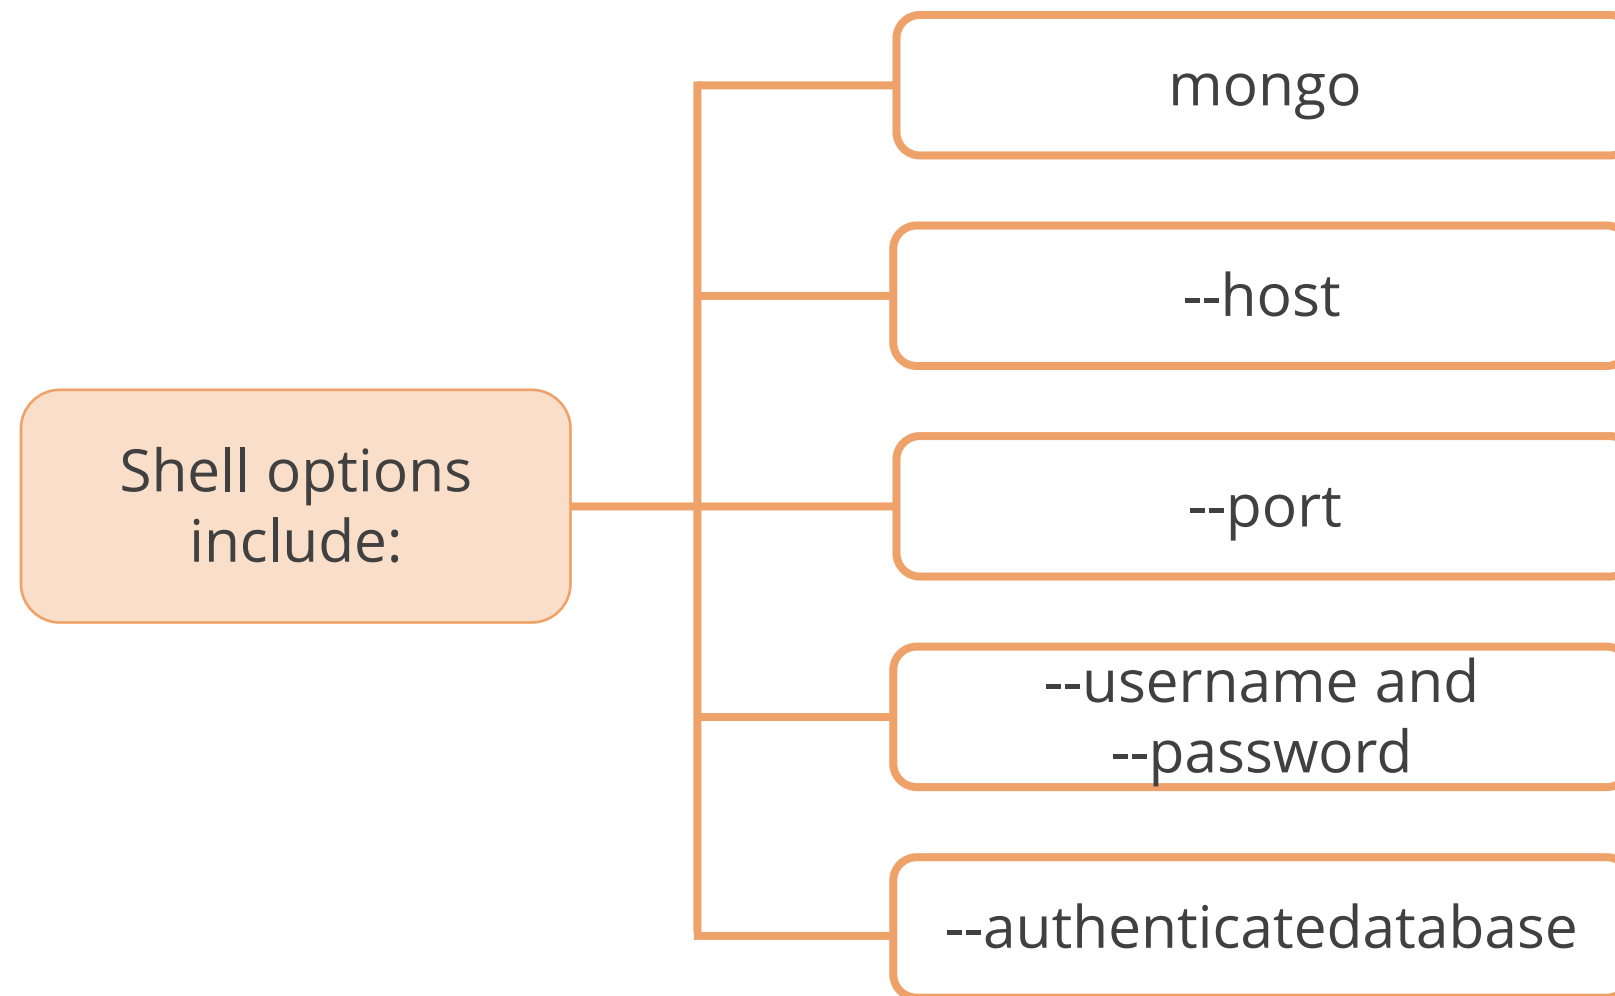 mongo
--host
Shell options
include:
--port
--username and
--password
--authenticatedatabase